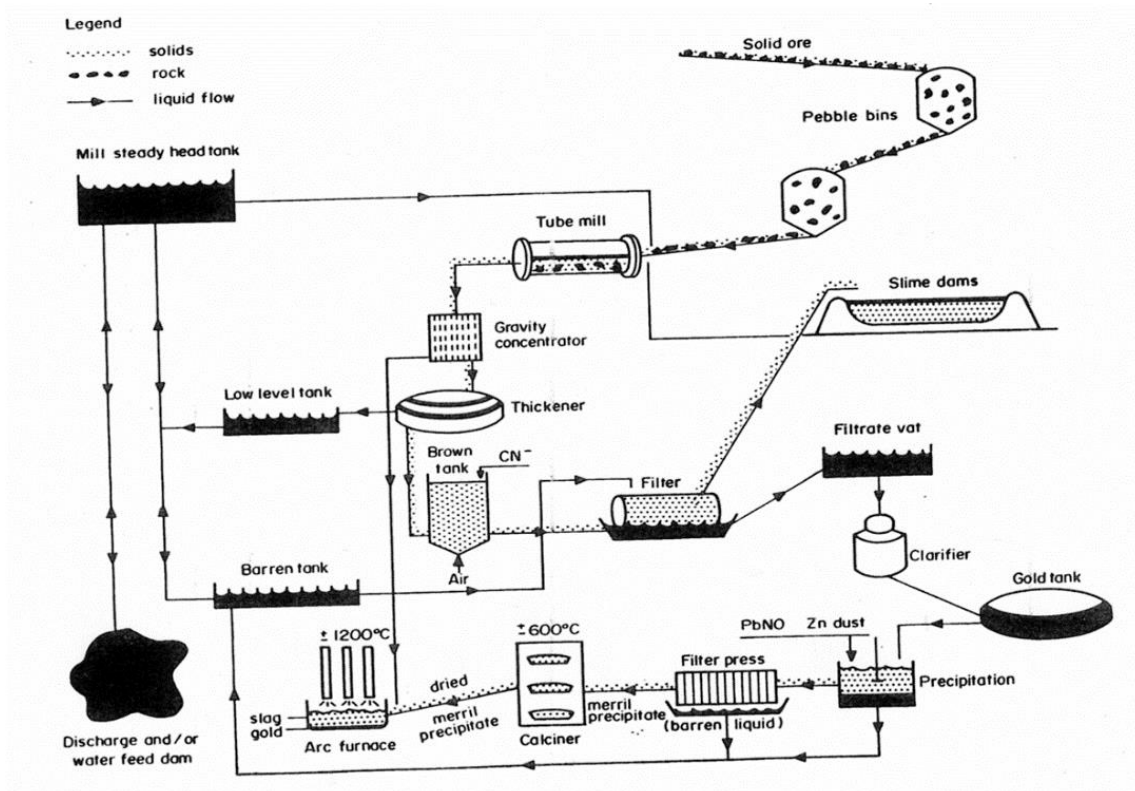 Legend
solids
rock
liquid flow
Solid ore
Pebble bins
Mill steady head tank
Tube mill
Slime dams
Gravity
concentrator
Low level tank
Thickener
Filtrate vat
Brown
tank
CN⁻
Filter
Clarifier
Air
Barren tank
Gold tank
± 1200°C
± 600°C
PbNO
Zn dust
Filter press
Precipitation
dried
merril
precipitate
merril
precipitate
(barren liquid)
slag
gold
Arc furnace
Calciner
Discharge and/or
water feed dam